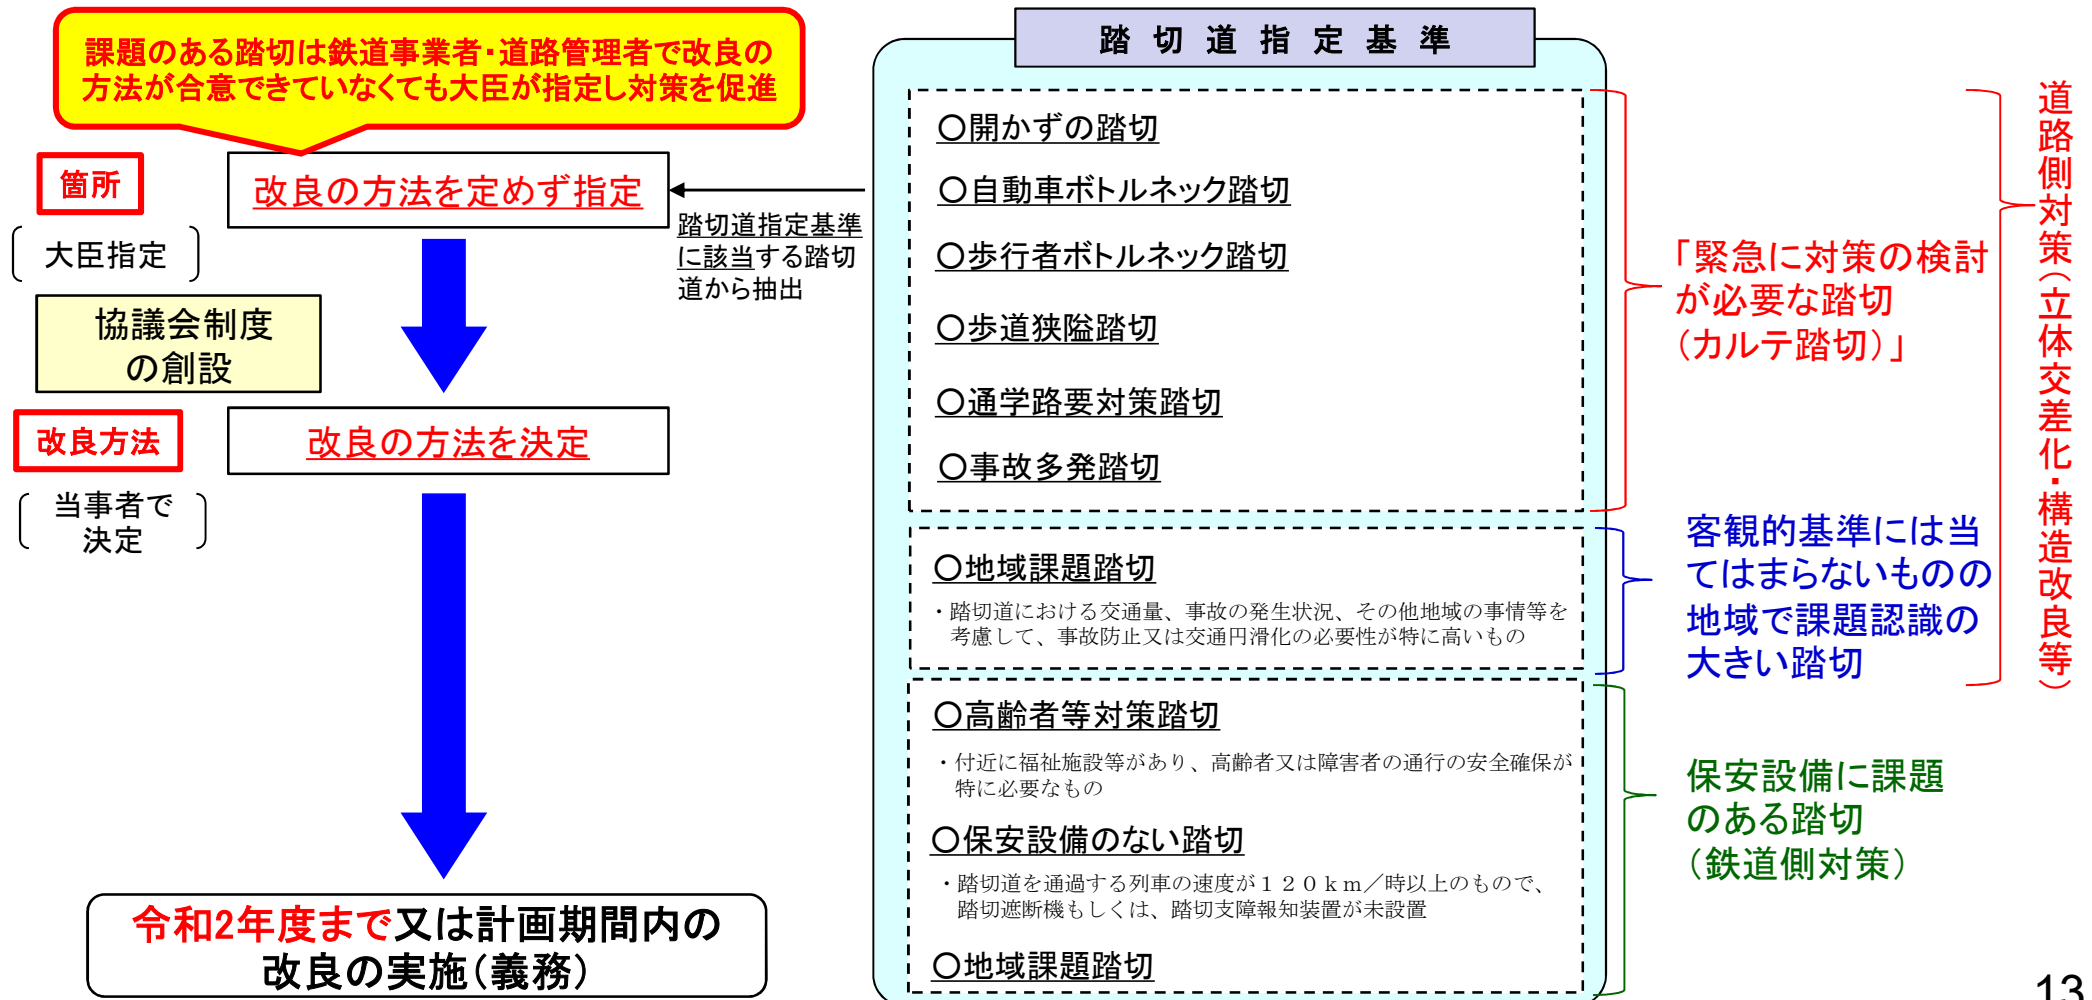 課題のある踏切は鉄道事業者・道路管理者で改良の
方法が合意できていなくても大臣が指定し対策を促進
箇所
大臣指定
改良の方法を定めず指定
踏切道指定基準
に該当する踏切
道から抽出
協議会制度
の創設
改良方法
当事者で
決定
改良の方法を決定
令和2年度まで又は計画期間内の
改良の実施(義務)
踏切道指定基準
○開かずの踏切
○自動車ボトルネック踏切
○歩行者ボトルネック踏切
○歩道狭隘踏切
○通学路要対策踏切
○事故多発踏切
「緊急に対策の検討
が必要な踏切
(カルテ踏切)」
○地域課題踏切
・踏切道における交通量、事故の発生状況、その他地域の事情等を
考慮して、事故防止又は交通円滑化の必要性が特に高いもの
客観的基準には当
てはまらないものの
地域で課題認識の
大きい踏切
道路側対策(立体交差化・構造改良等)
○高齢者等対策踏切
・付近に福祉施設等があり、高齢者又は障害者の通行の安全確保が
特に必要なもの
○保安設備のない踏切
・踏切道を通過する列車の速度が120km/時以上のもので、
踏切遮断機もしくは、踏切支障報知装置が未設置
○地域課題踏切
保安設備に課題
のある踏切
(鉄道側対策)
13